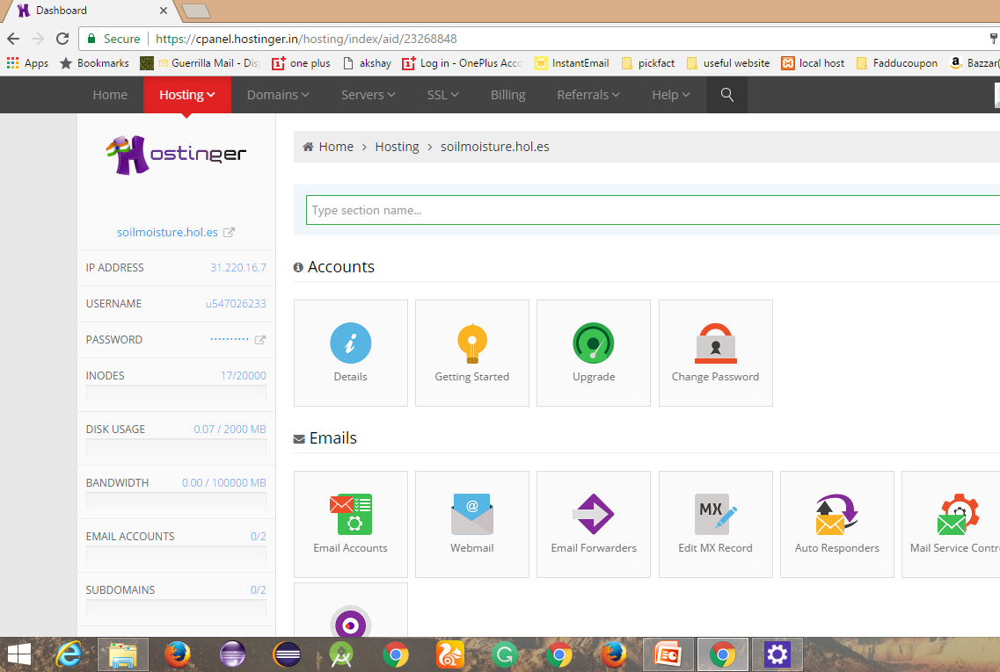 Dashboard
Secure https://cpanel.hostinger.in/hosting/index/aid/23268848
Apps Bookmarks Guerrilla Mail - Dis one plus akshay Log in - OnePlus Acc InstantEmail pickfact useful website local host Fadducoupon Bazzar(
Home Hosting Domains Servers SSL Billing Referrals Help
Hostinger
Home > Hosting > soilmoisture.hol.es
Type section name...
soilmoisture.hol.es
IP ADDRESS 31.220.16.7
USERNAME u547026233
PASSWORD ··········
INODES 17/20000
DISK USAGE 0.07 / 2000 MB
BANDWIDTH 0.00 / 100000 MB
EMAIL ACCOUNTS 0/2
SUBDOMAINS 0/2
Accounts
Details Getting Started Upgrade Change Password
Emails
@ MX
Email Accounts Webmail Email Forwarders Edit MX Record Auto Responders Mail Service Contr